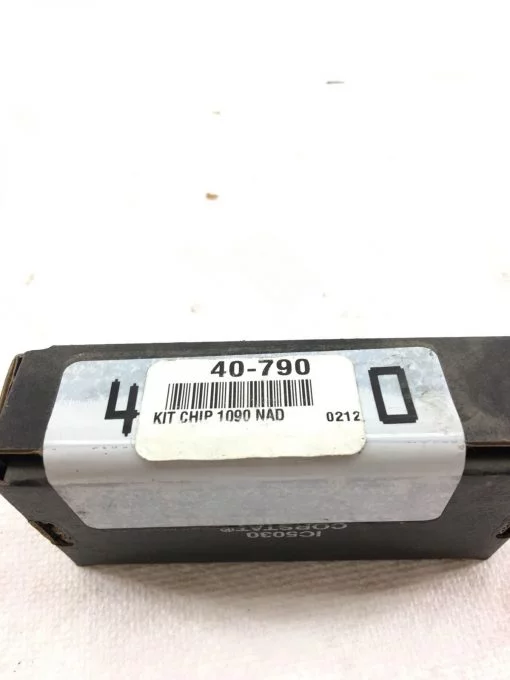 40-790
4 0
KIT CHIP 1090 NAD 0212
IC5030
CORSTAT®